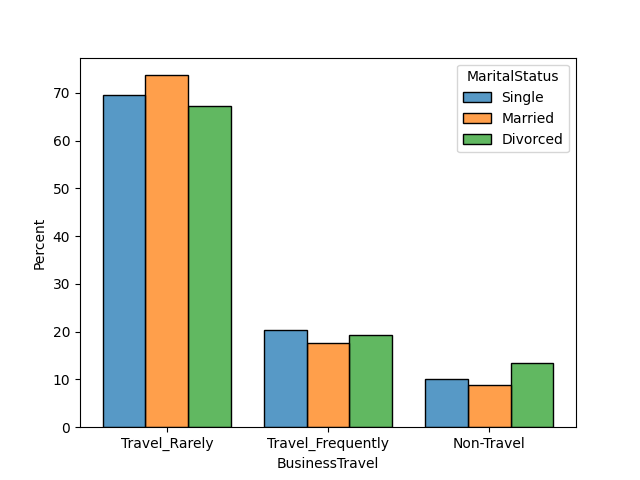 MaritalStatus
Single
Married
Divorced
Percent
70
60
50
40
30
20
10
0
Travel_Rarely Travel_Frequently Non-Travel
BusinessTravel